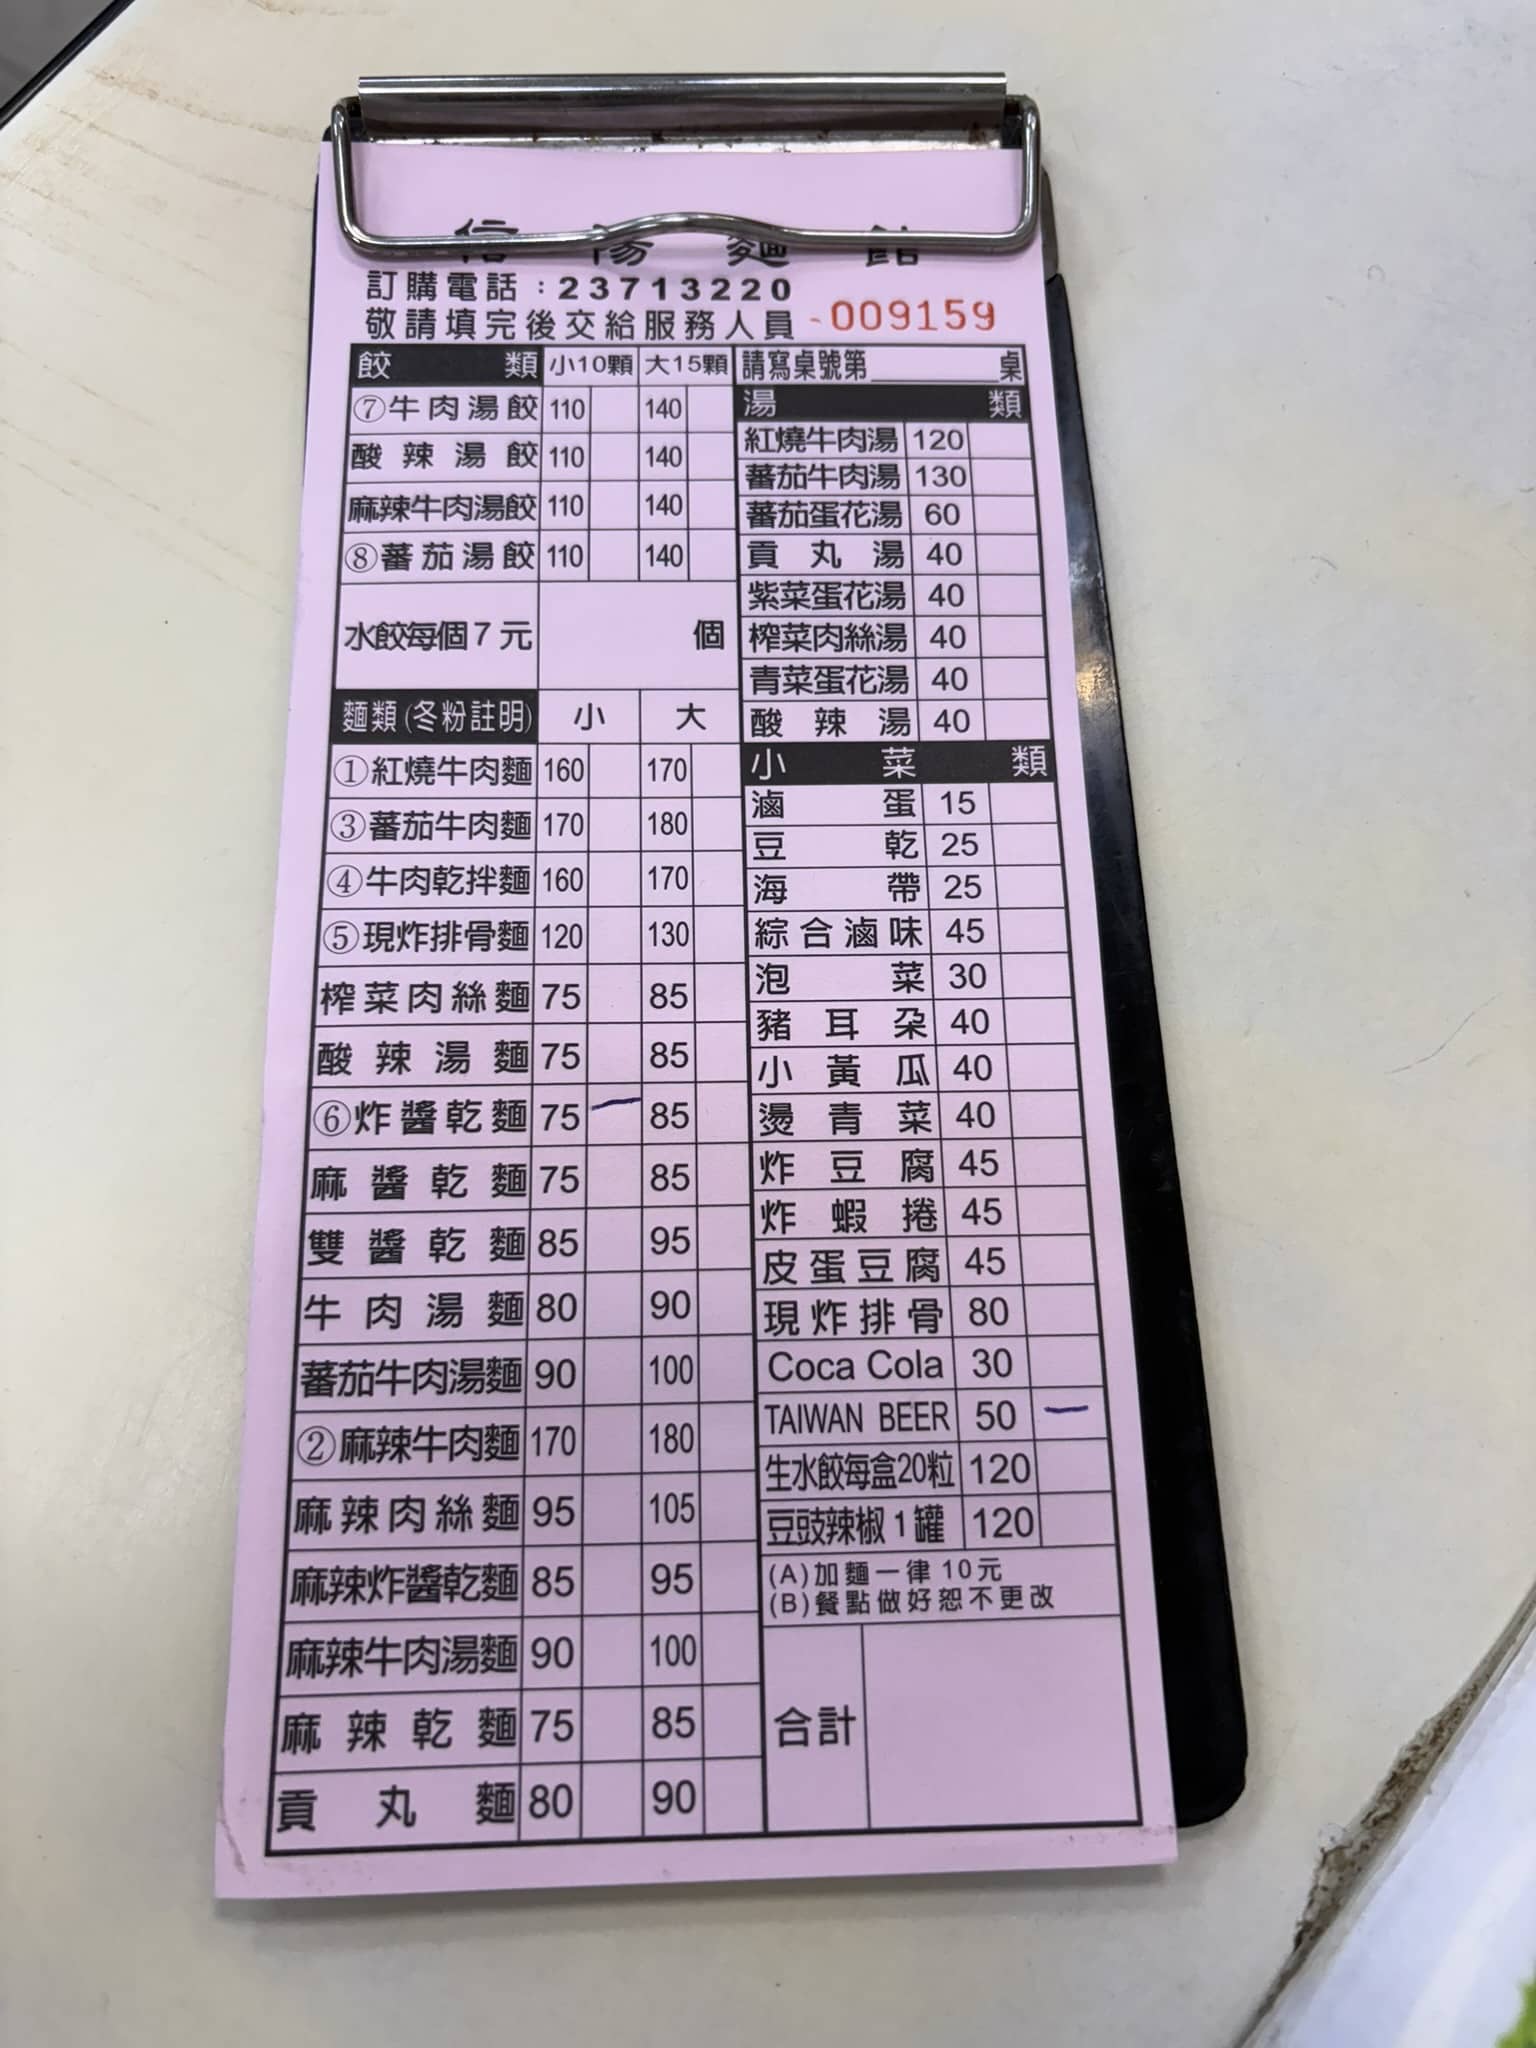 信陽麵館
訂購電話：23713220
敬請填完後交給服務人員 -009159
餃類 小10顆 大15顆
⑦牛肉湯餃 110 140
酸辣湯餃 110 140
麻辣牛肉湯餃 110 140
⑧蕃茄湯餃 110 140
水餃每個7元 個
麵類(冬粉註明) 小 大
①紅燒牛肉麵 160 170
③蕃茄牛肉麵 170 180
④牛肉乾拌麵 160 170
⑤現炸排骨麵 120 130
榨菜肉絲麵 75 85
酸辣湯麵 75 85
⑥炸醬乾麵 75 一 85
麻醬乾麵 75 85
雙醬乾麵 85 95
牛肉湯麵 80 90
蕃茄牛肉湯麵 90 100
②麻辣牛肉麵 170 180
麻辣肉絲麵 95 105
麻辣炸醬乾麵 85 95
麻辣牛肉湯麵 90 100
麻辣乾麵 75 85
貢丸麵 80 90
請寫桌號第______桌
湯類
紅燒牛肉湯 120
蕃茄牛肉湯 130
蕃茄蛋花湯 60
貢丸湯 40
紫菜蛋花湯 40
榨菜肉絲湯 40
青菜蛋花湯 40
酸辣湯 40
小菜類
滷蛋 15
豆乾 25
海帶 25
綜合滷味 45
泡菜 30
豬耳朵 40
小黃瓜 40
燙青菜 40
炸豆腐 45
炸蝦捲 45
皮蛋豆腐 45
現炸排骨 80
Coca Cola 30
TAIWAN BEER 50 一
生水餃每盒20粒 120
豆豉辣椒1罐 120
(A)加麵一律10元
(B)餐點做好恕不更改
合計